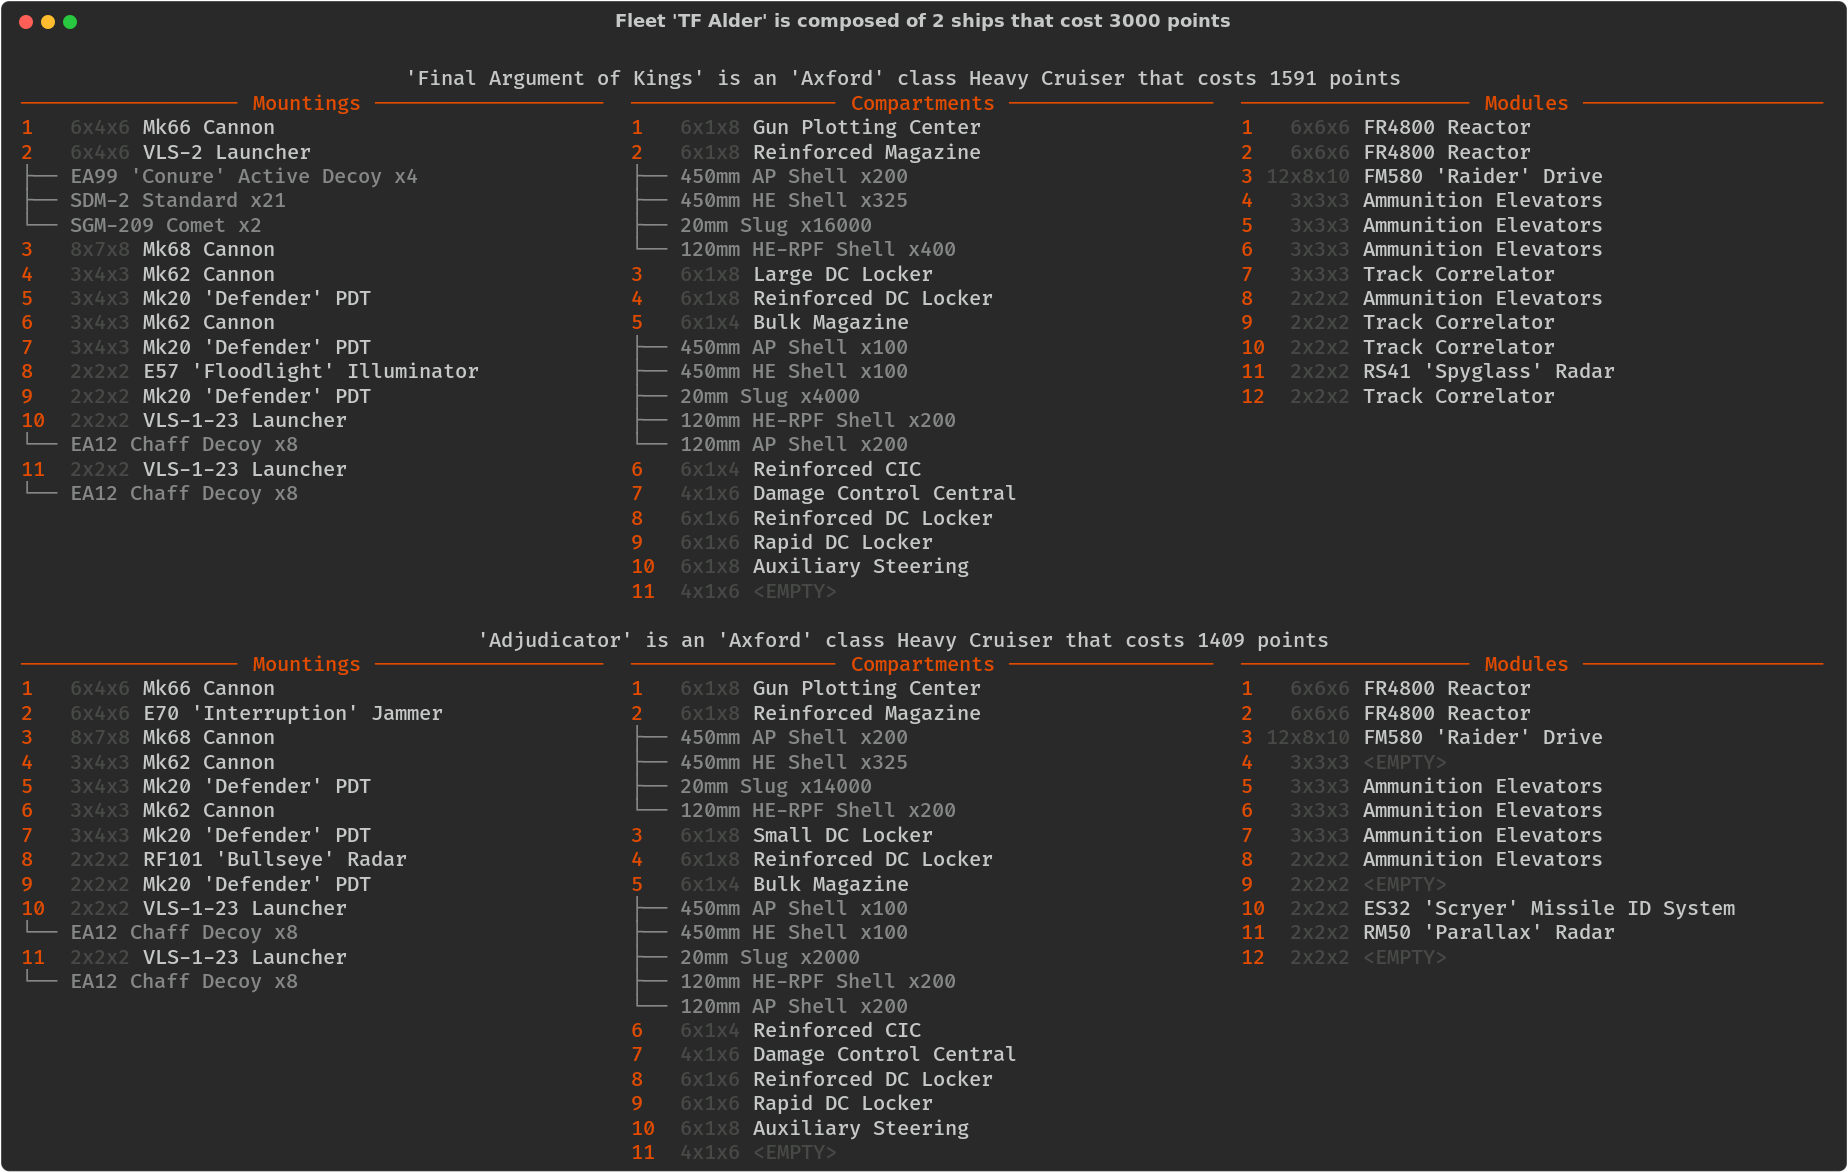 Fleet 'TF Alder' is composed of 2 ships that cost 3000 points
'Final Argument of Kings' is an 'Axford' class Heavy Cruiser that costs 1591 points
Mountings
1 6x4x6 Mk66 Cannon
2 6x4x6 VLS-2 Launcher
EA99 'Conure' Active Decoy x4
SDM-2 Standard x21
SGM-209 Comet x2
3 8x7x8 Mk68 Cannon
4 3x4x3 Mk62 Cannon
5 3x4x3 Mk20 'Defender' PDT
6 3x4x3 Mk62 Cannon
7 3x4x3 Mk20 'Defender' PDT
8 2x2x2 E57 'Floodlight' Illuminator
9 2x2x2 Mk20 'Defender' PDT
10 2x2x2 VLS-1-23 Launcher
EA12 Chaff Decoy x8
11 2x2x2 VLS-1-23 Launcher
EA12 Chaff Decoy x8
Compartments
1 6x1x8 Gun Plotting Center
2 6x1x8 Reinforced Magazine
450mm AP Shell x200
450mm HE Shell x325
20mm Slug x16000
120mm HE-RPF Shell x400
3 6x1x8 Large DC Locker
4 6x1x8 Reinforced DC Locker
5 6x1x4 Bulk Magazine
450mm AP Shell x100
450mm HE Shell x100
20mm Slug x4000
120mm HE-RPF Shell x200
120mm AP Shell x200
6 6x1x4 Reinforced CIC
7 4x1x6 Damage Control Central
8 6x1x6 Reinforced DC Locker
9 6x1x6 Rapid DC Locker
10 6x1x8 Auxiliary Steering
11 4x1x6 <EMPTY>
Modules
1 6x6x6 FR4800 Reactor
2 6x6x6 FR4800 Reactor
3 12x8x10 FM580 'Raider' Drive
4 3x3x3 Ammunition Elevators
5 3x3x3 Ammunition Elevators
6 3x3x3 Ammunition Elevators
7 3x3x3 Track Correlator
8 2x2x2 Ammunition Elevators
9 2x2x2 Track Correlator
10 2x2x2 Track Correlator
11 2x2x2 RS41 'Spyglass' Radar
12 2x2x2 Track Correlator
'Adjudicator' is an 'Axford' class Heavy Cruiser that costs 1409 points
Mountings
1 6x4x6 Mk66 Cannon
2 6x4x6 E70 'Interruption' Jammer
3 8x7x8 Mk68 Cannon
4 3x4x3 Mk62 Cannon
5 3x4x3 Mk20 'Defender' PDT
6 3x4x3 Mk62 Cannon
7 3x4x3 Mk20 'Defender' PDT
8 2x2x2 RF101 'Bullseye' Radar
9 2x2x2 Mk20 'Defender' PDT
10 2x2x2 VLS-1-23 Launcher
EA12 Chaff Decoy x8
11 2x2x2 VLS-1-23 Launcher
EA12 Chaff Decoy x8
Compartments
1 6x1x8 Gun Plotting Center
2 6x1x8 Reinforced Magazine
450mm AP Shell x200
450mm HE Shell x325
20mm Slug x14000
120mm HE-RPF Shell x200
3 6x1x8 Small DC Locker
4 6x1x8 Reinforced DC Locker
5 6x1x4 Bulk Magazine
450mm AP Shell x100
450mm HE Shell x100
20mm Slug x2000
120mm HE-RPF Shell x200
120mm AP Shell x200
6 6x1x4 Reinforced CIC
7 4x1x6 Damage Control Central
8 6x1x6 Reinforced DC Locker
9 6x1x6 Rapid DC Locker
10 6x1x8 Auxiliary Steering
11 4x1x6 <EMPTY>
Modules
1 6x6x6 FR4800 Reactor
2 6x6x6 FR4800 Reactor
3 12x8x10 FM580 'Raider' Drive
4 3x3x3 <EMPTY>
5 3x3x3 Ammunition Elevators
6 3x3x3 Ammunition Elevators
7 3x3x3 Ammunition Elevators
8 2x2x2 Ammunition Elevators
9 2x2x2 <EMPTY>
10 2x2x2 ES32 'Scryer' Missile ID System
11 2x2x2 RM50 'Parallax' Radar
12 2x2x2 <EMPTY>